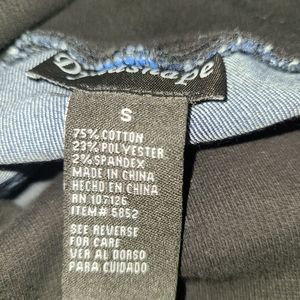 S
75% COTTON
23% POLYESTER
2% SPANDEX
MADE IN CHINA
HECHO EN CHINA
RN 107126
ITEM# 5852
SEE REVERSE
FOR CARE
VER AL DORSO
PARA CUIDADO